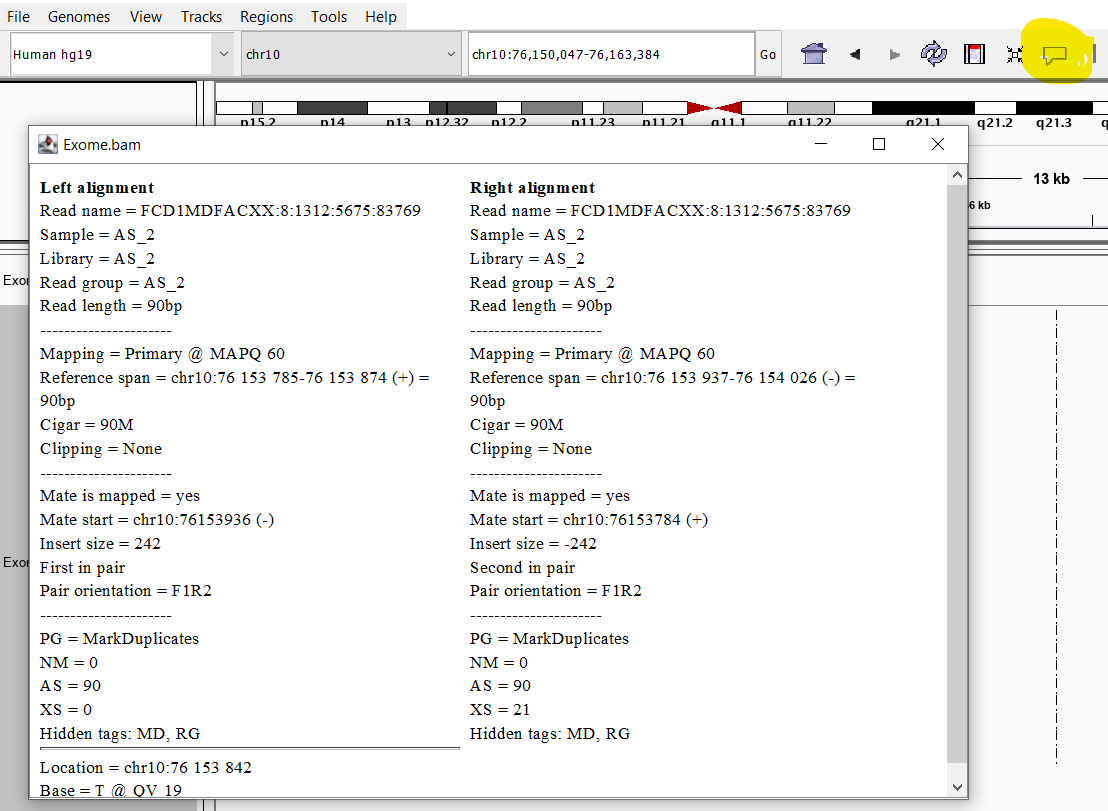 File Genomes View Tracks Regions Tools Help
Human hg19 chr10 chr10:76,150,047-76,163,384 Go
p15.2 p14 p13 p12.32 p12.2 p11.23 p11.21 q11.1 q11.22 q21.1 q21.2 q21.3
Exome.bam
13 kb
6 kb
Left alignment
Read name = FCD1MDFACXX:8:1312:5675:83769
Sample = AS_2
Library = AS_2
Read group = AS_2
Read length = 90bp
----------------------
Mapping = Primary @ MAPQ 60
Reference span = chr10:76 153 785-76 153 874 (+) =
90bp
Cigar = 90M
Clipping = None
----------------------
Mate is mapped = yes
Mate start = chr10:76153936 (-)
Insert size = 242
First in pair
Pair orientation = F1R2
----------------------
PG = MarkDuplicates
NM = 0
AS = 90
XS = 0
Hidden tags: MD, RG
Location = chr10:76 153 842
Base = T @ QV 19
Right alignment
Read name = FCD1MDFACXX:8:1312:5675:83769
Sample = AS_2
Library = AS_2
Read group = AS_2
Read length = 90bp
----------------------
Mapping = Primary @ MAPQ 60
Reference span = chr10:76 153 937-76 154 026 (-) =
90bp
Cigar = 90M
Clipping = None
----------------------
Mate is mapped = yes
Mate start = chr10:76153784 (+)
Insert size = -242
Second in pair
Pair orientation = F1R2
----------------------
PG = MarkDuplicates
NM = 0
AS = 90
XS = 21
Hidden tags: MD, RG
Exor
Exor